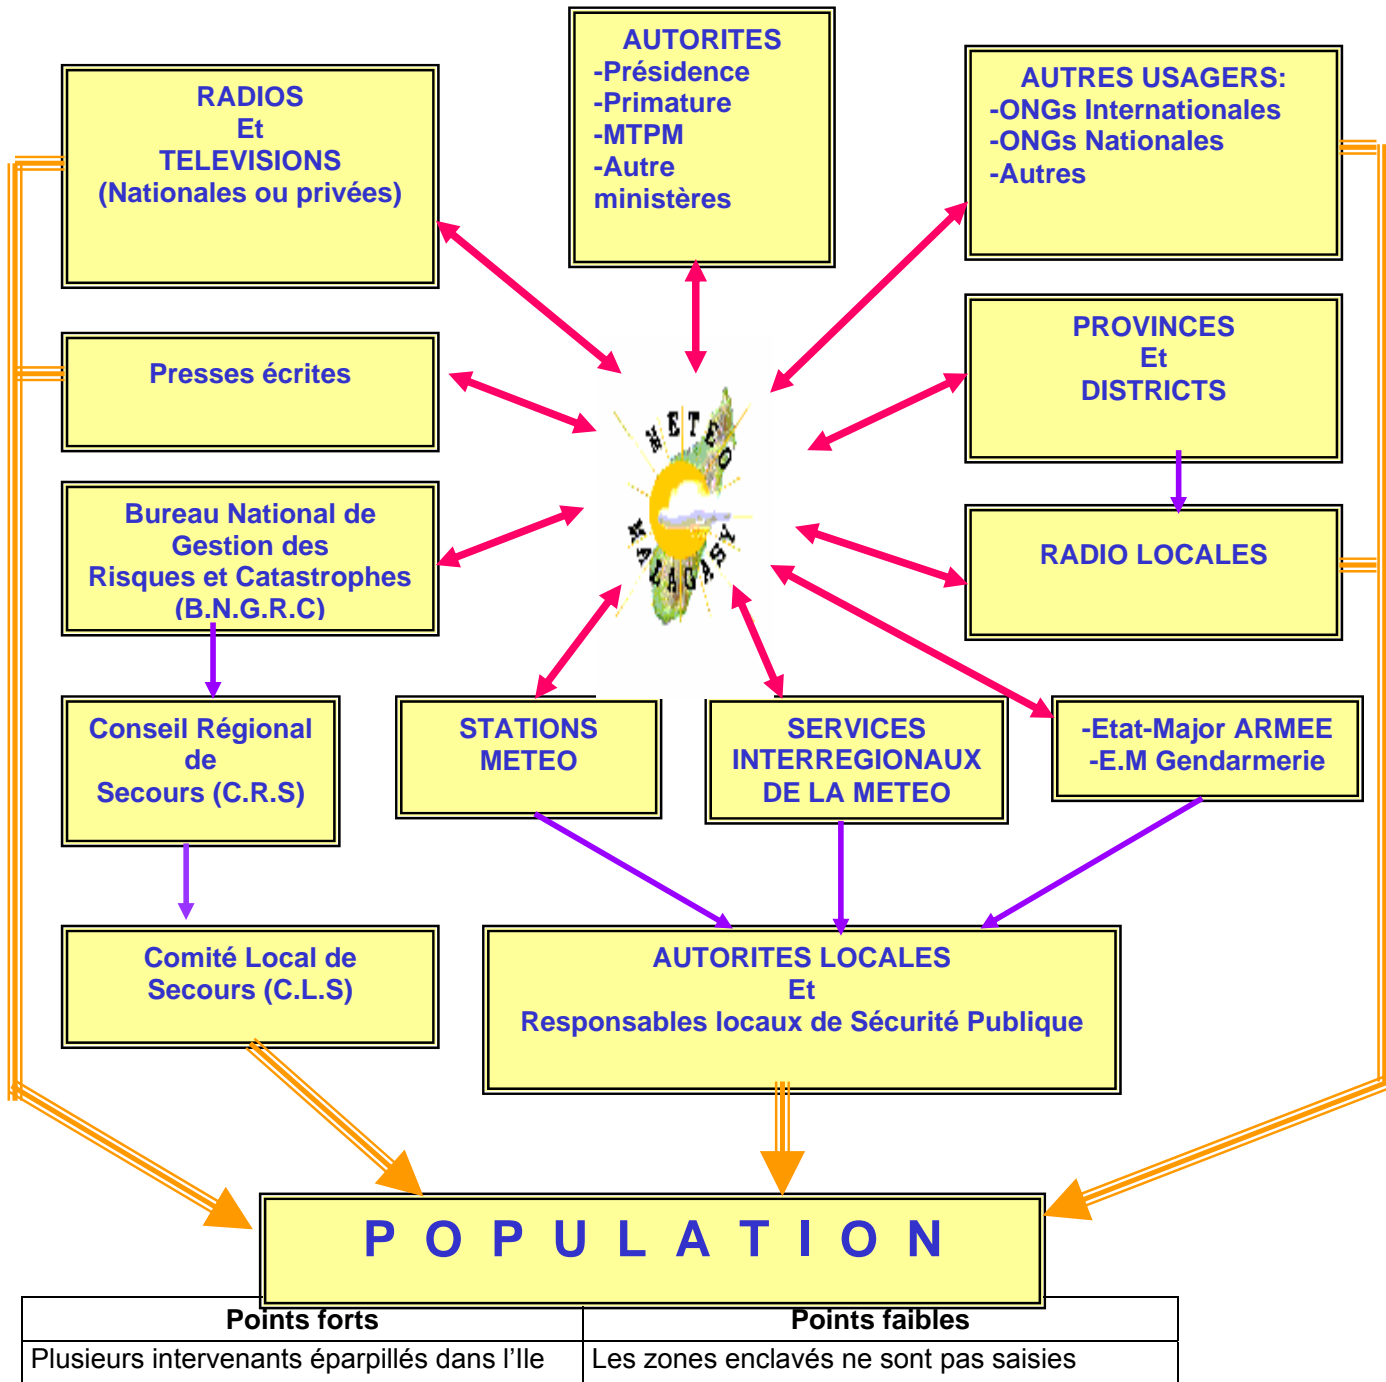 RADIOS
Et
TELEVISIONS
(Nationales ou privées)
AUTORITES
-Présidence
-Primature
-MTPM
-Autre
ministères
AUTRES USAGERS:
-ONGs Internationales
-ONGs Nationales
-Autres
Presses écrites
METEO
MALAGASY
PROVINCES
Et
DISTRICTS
Bureau National de
Gestion des
Risques et Catastrophes
(B.N.G.R.C)
RADIO LOCALES
Conseil Régional
de
Secours (C.R.S)
STATIONS
METEO
SERVICES
INTERREGIONAUX
DE LA METEO
-Etat-Major ARMEE
-E.M Gendarmerie
Comité Local de
Secours (C.L.S)
AUTORITES LOCALES
Et
Responsables locaux de Sécurité Publique
P O P U L A T I O N
Points forts
Points faibles
Plusieurs intervenants éparpillés dans l’Ile
Les zones enclavés ne sont pas saisies